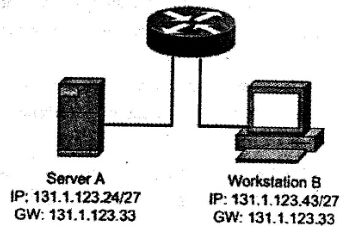 Server A
IP: 131.1.123.24/27
GW: 131.1.123.33
Workstation B
IP: 131.1.123.43/27
GW: 131.1.123.33